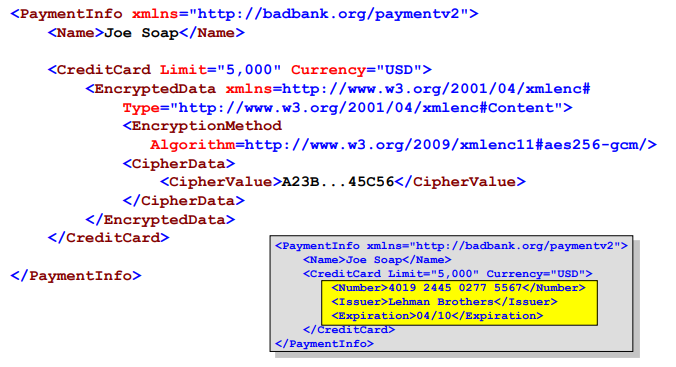 <PaymentInfo xmlns="http://badbank.org/paymentv2">
<Name>Joe Soap</Name>
<CreditCard Limit="5,000" Currency="USD">
<EncryptedData xmlns=http://www.w3.org/2001/04/xmlenc#
Type="http://www.w3.org/2001/04/xmlenc#Content">
<EncryptionMethod
Algorithm=http://www.w3.org/2009/xmlenc11#aes256-gcm/>
<CipherData>
<CipherValue>A23B...45C56</CipherValue>
</CipherData>
</EncryptedData>
</CreditCard>
</PaymentInfo>
<PaymentInfo xmlns="http://badbank.org/paymentv2">
<Name>Joe Soap</Name>
<CreditCard Limit="5,000" Currency="USD">
<Number>4019 2445 0277 5567</Number>
<Issuer>Lehman Brothers</Issuer>
<Expiration>04/10</Expiration>
</CreditCard>
</PaymentInfo>